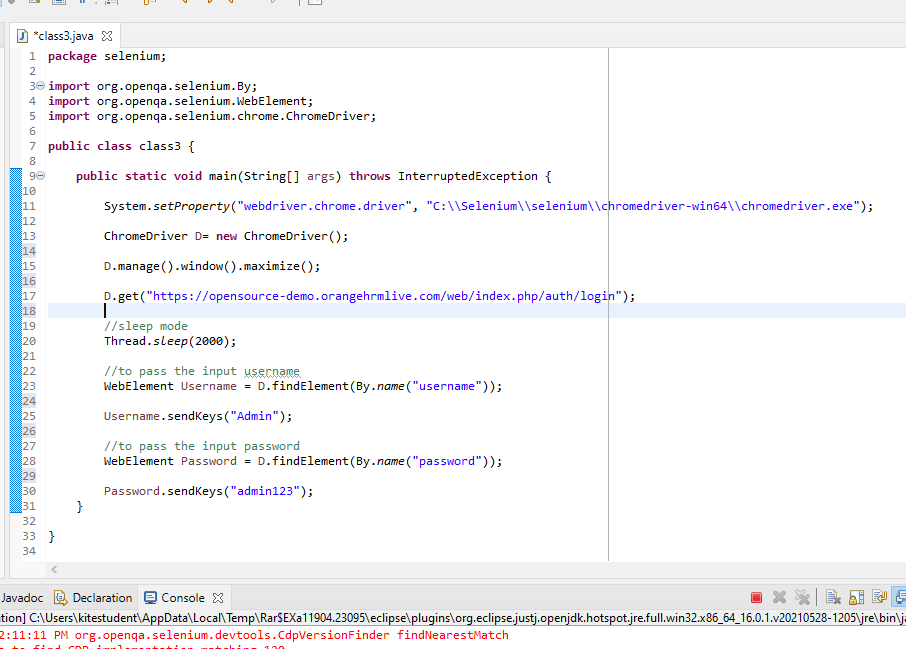 *class3.java
1 package selenium;
2
3 import org.openqa.selenium.By;
4 import org.openqa.selenium.WebElement;
5 import org.openqa.selenium.chrome.ChromeDriver;
6
7 public class class3 {
8
9 public static void main(String[] args) throws InterruptedException {
10
11 System.setProperty("webdriver.chrome.driver", "C:\\Selenium\\selenium\\chromedriver-win64\\chromedriver.exe");
12
13 ChromeDriver D= new ChromeDriver();
14
15 D.manage().window().maximize();
16
17 D.get("https://opensource-demo.orangehrmlive.com/web/index.php/auth/login");
18
19 //sleep mode
20 Thread.sleep(2000);
21
22 //to pass the input username
23 WebElement Username = D.findElement(By.name("username"));
24
25 Username.sendKeys("Admin");
26
27 //to pass the input password
28 WebElement Password = D.findElement(By.name("password"));
29
30 Password.sendKeys("admin123");
31 }
32
33 }
34
Javadoc Declaration Console
ation] C:\Users\kitestudent\AppData\Local\Temp\Rar$EXa11904.23095\eclipse\plugins\org.eclipse.justj.openjdk.hotspot.jre.full.win32.x86_64_16.0.1.v20210528-1205\jre\bin\ja
2:11:11 PM org.openqa.selenium.devtools.CdpVersionFinder findNearestMatch
to find CDP implementation matching